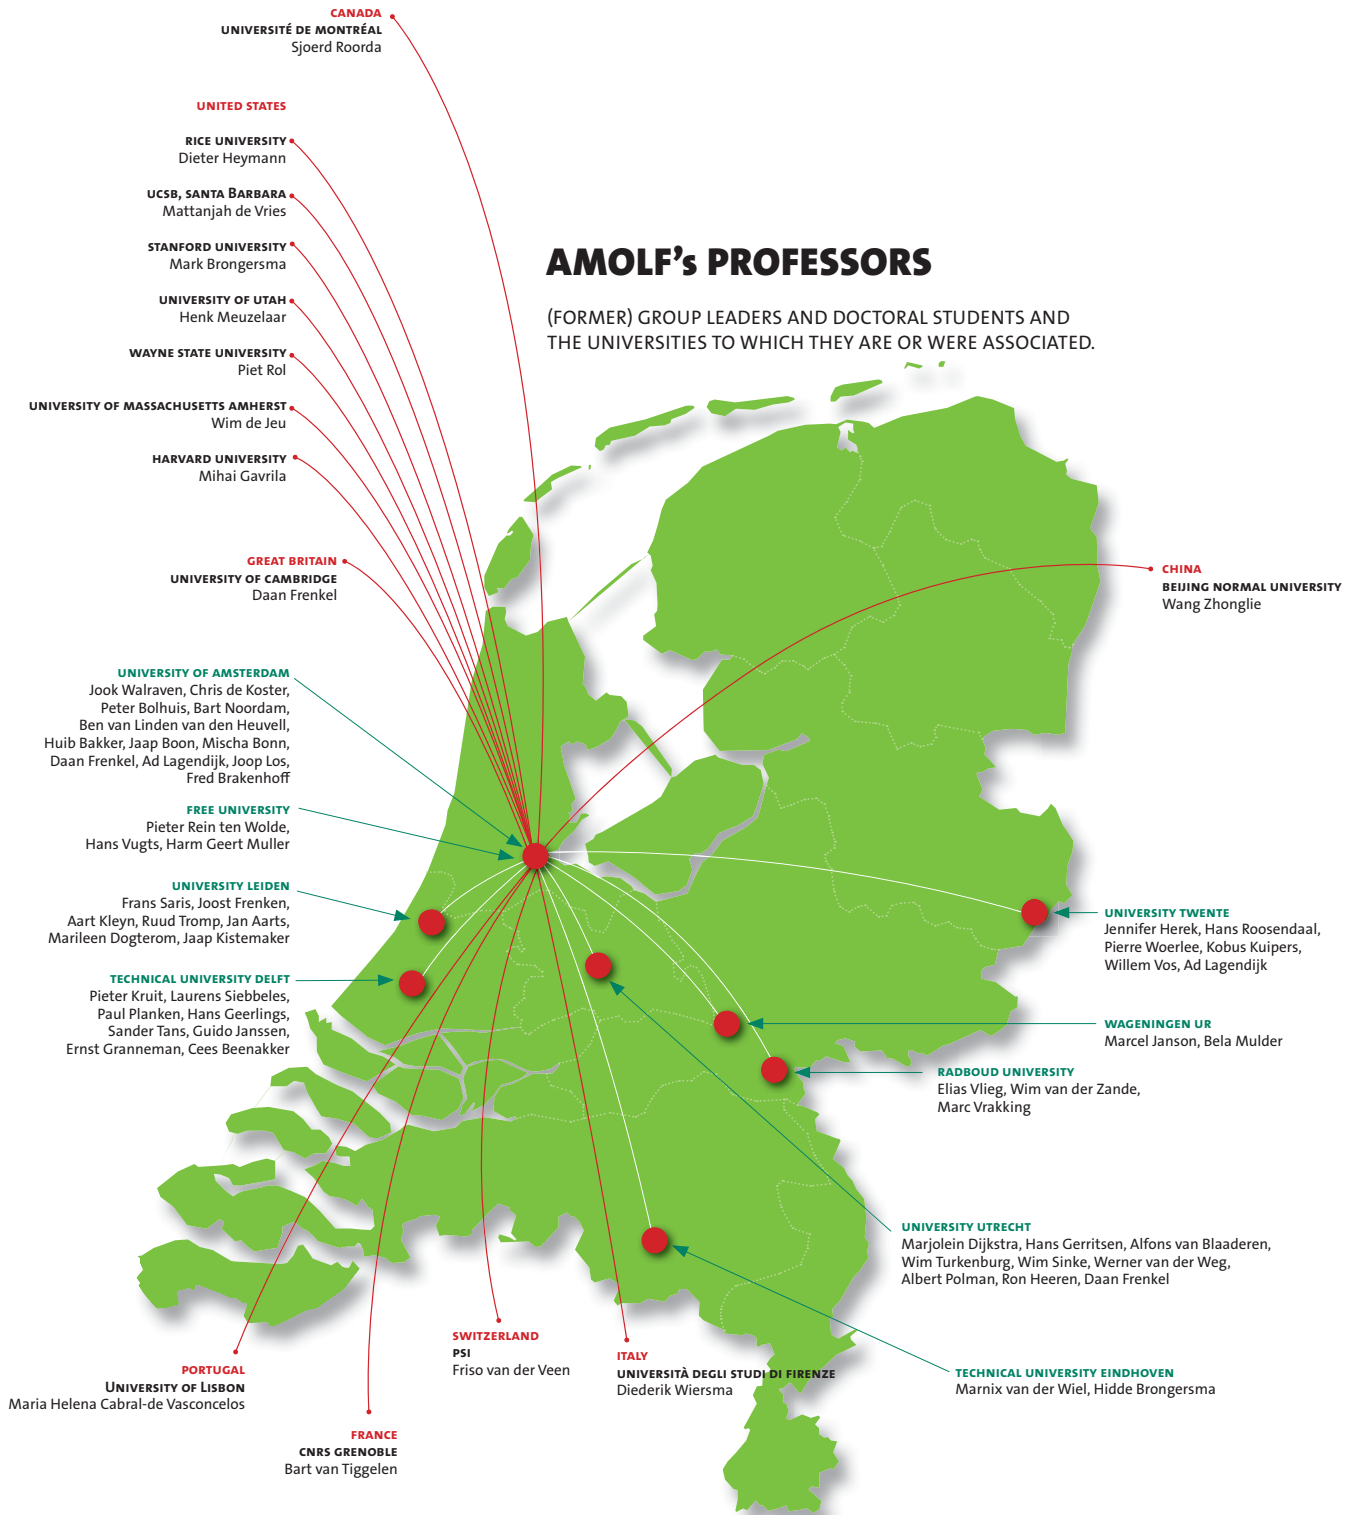 CANADA
UNIVERSITÉ DE MONTRÉAL
Sjoerd Roorda
UNITED STATES
RICE UNIVERSITY
Dieter Heymann
UCSB, SANTA BARBARA
Mattanjah de Vries
STANFORD UNIVERSITY
Mark Brongersma
UNIVERSITY OF UTAH
Henk Meuzelaar
WAYNE STATE UNIVERSITY
Piet Rol
UNIVERSITY OF MASSACHUSETTS AMHERST
Wim de Jeu
HARVARD UNIVERSITY
Mihai Gavrila
GREAT BRITAIN
UNIVERSITY OF CAMBRIDGE
Daan Frenkel
AMOLF's PROFESSORS
(FORMER) GROUP LEADERS AND DOCTORAL STUDENTS AND
THE UNIVERSITIES TO WHICH THEY ARE OR WERE ASSOCIATED.
CHINA
BEIJING NORMAL UNIVERSITY
Wang Zhonglie
UNIVERSITY OF AMSTERDAM
Jook Walraven, Chris de Koster,
Peter Bolhuis, Bart Noordam,
Ben van Linden van den Heuvell,
Huib Bakker, Jaap Boon, Mischa Bonn,
Daan Frenkel, Ad Lagendijk, Joop Los,
Fred Brakenhoff
FREE UNIVERSITY
Pieter Rein ten Wolde,
Hans Vugts, Harm Geert Muller
UNIVERSITY LEIDEN
Frans Saris, Joost Frenken,
Aart Kleyn, Ruud Tromp, Jan Aarts,
Marileen Dogterom, Jaap Kistemaker
TECHNICAL UNIVERSITY DELFT
Pieter Kruit, Laurens Siebbeles,
Paul Planken, Hans Geerlings,
Sander Tans, Guido Janssen,
Ernst Granneman, Cees Beenakker
UNIVERSITY TWENTE
Jennifer Herek, Hans Roosendaal,
Pierre Woerlee, Kobus Kuipers,
Willem Vos, Ad Lagendijk
WAGENINGEN UR
Marcel Janson, Bela Mulder
RADBOUD UNIVERSITY
Elias Vlieg, Wim van der Zande,
Marc Vrakking
UNIVERSITY UTRECHT
Marjolein Dijkstra, Hans Gerritsen, Alfons van Blaaderen,
Wim Turkenburg, Wim Sinke, Werner van der Weg,
Albert Polman, Ron Heeren, Daan Frenkel
TECHNICAL UNIVERSITY EINDHOVEN
Marnix van der Wiel, Hidde Brongersma
SWITZERLAND
PSI
Friso van der Veen
ITALY
UNIVERSITÀ DEGLI STUDI DI FIRENZE
Diederik Wiersma
PORTUGAL
UNIVERSITY OF LISBON
Maria Helena Cabral-de Vasconcelos
FRANCE
CNRS GRENOBLE
Bart van Tiggelen